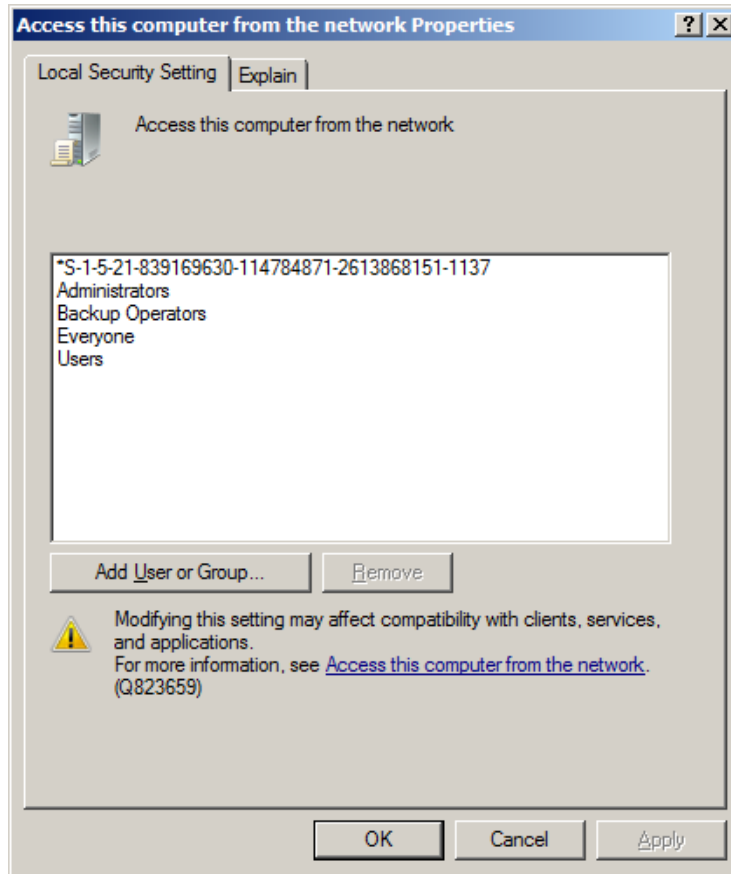 Access this computer from the network Properties
Local Security Setting
Explain
Access this computer from the network
*S-1-5-21-839169630-114784871-2613868151-1137
Administrators
Backup Operators
Everyone
Users
Add User or Group...
Remove
Modifying this setting may affect compatibility with clients, services,
and applications.
For more information, see Access this computer from the network.
(Q823659)
OK
Cancel
Apply